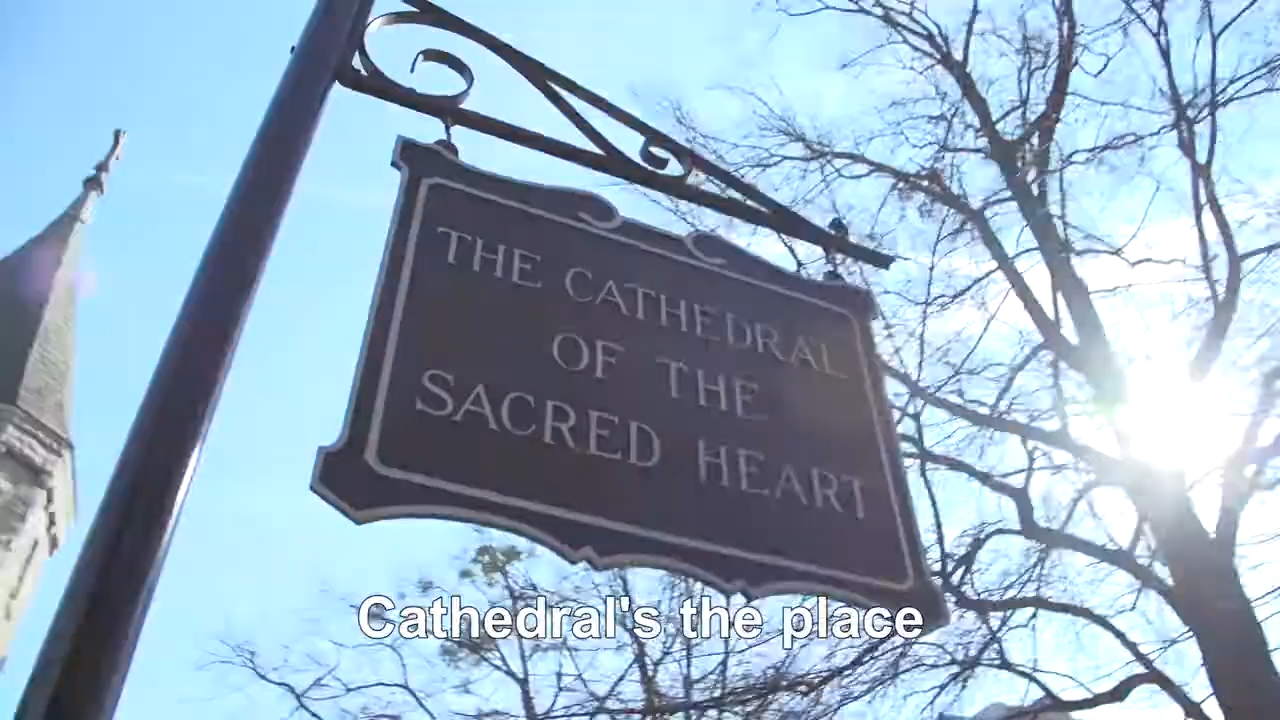 THE CATHEDRAL
OF THE
SACRED HEART
Cathedral's the place